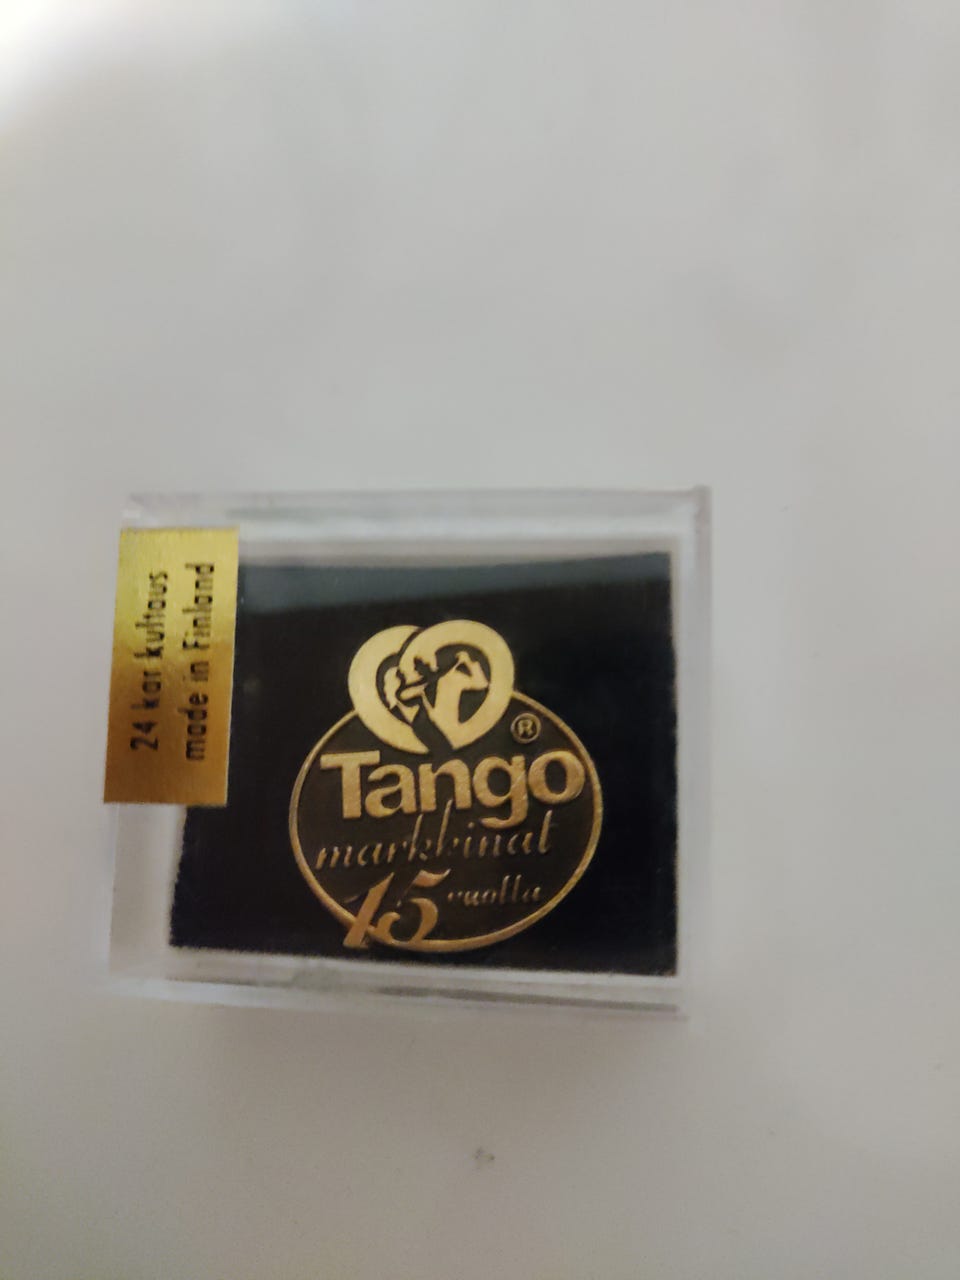 24 kar kultaus
made in Finland
®
Tango
markkinat
15 vuotta